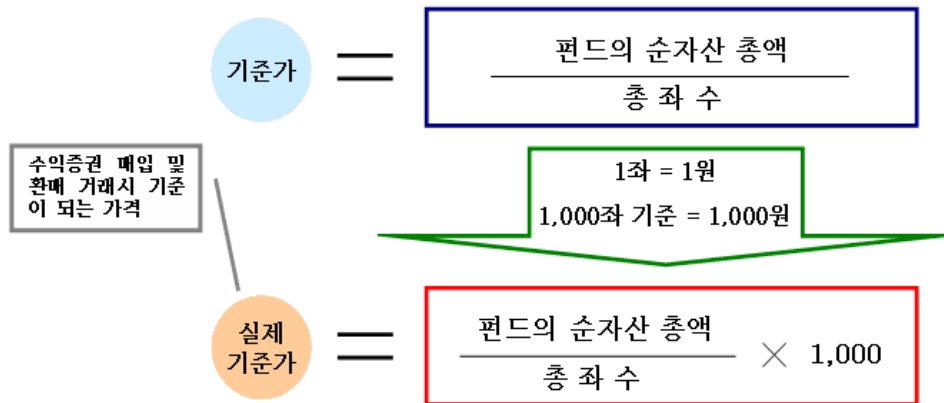 기준가
펀드의 순자산 총액
총 좌 수
수익증권 매입 및
환매 거래시 기준
이 되는 가격
1좌 = 1원
1,000좌 기준 = 1,000원
실제
기준가
펀드의 순자산 총액
총 좌 수
× 1,000